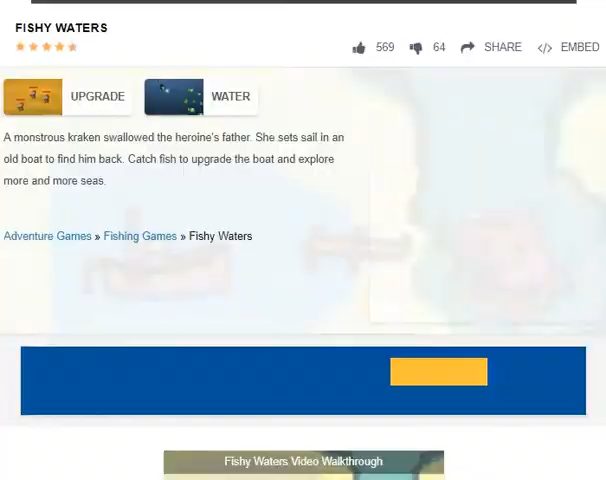 FISHY WATERS
569 64 SHARE EMBED
UPGRADE WATER
A monstrous kraken swallowed the heroine's father. She sets sail in an
old boat to find him back. Catch fish to upgrade the boat and explore
more and more seas.
Adventure Games » Fishing Games » Fishy Waters
Fishy Waters Video Walkthrough